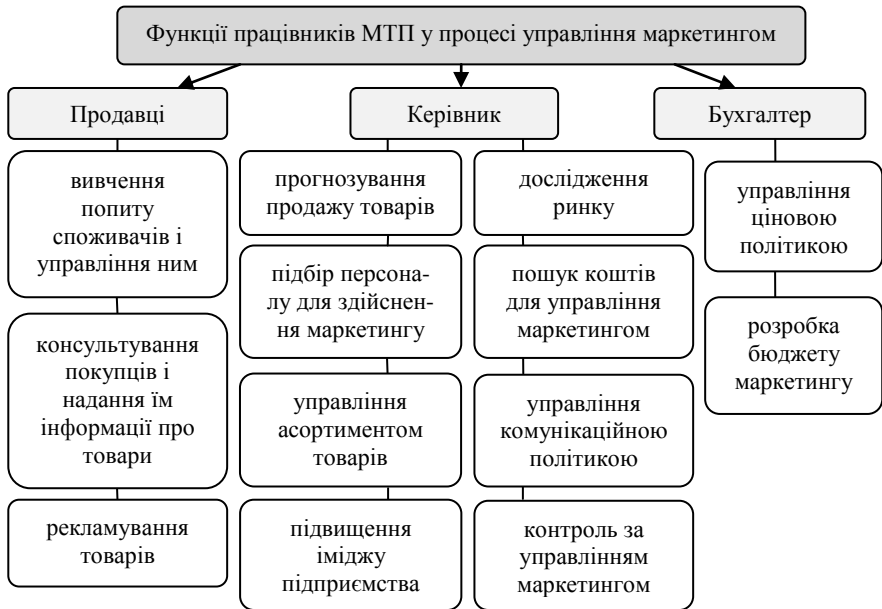 Функції працівників МТП у процесі управління маркетингом
Продавці
вивчення
попиту
споживачів і
управління ним
консультування
покупців і
надання їм
інформації про
товари
рекламування
товарів
Керівник
прогнозування
продажу товарів
підбір персона-
лу для здійснен-
ня маркетингу
управління
асортиментом
товарів
підвищення
іміджу
підприємства
дослідження
ринку
пошук коштів
для управління
маркетингом
управління
комунікаційною
політикою
контроль за
управлінням
маркетингом
Бухгалтер
управління
ціновою
політикою
розробка
бюджету
маркетингу